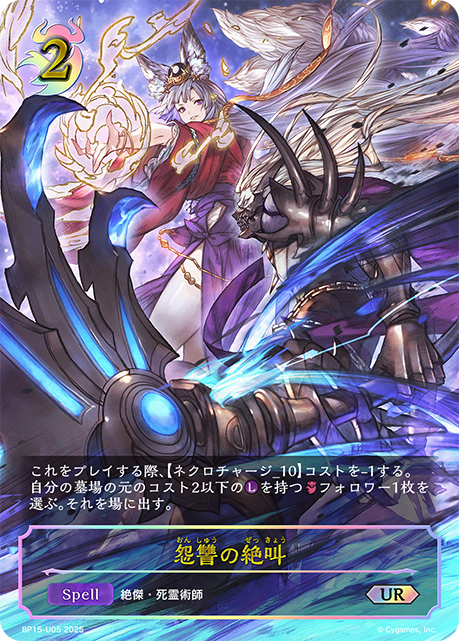 2
これをプレイする際、【ネクロチャージ_10】コストを-1する。
自分の墓場の元のコスト2以下のLを持つフォロワー1枚を
選ぶ。それを場に出す。
おんしゅう ぜっきょう
怨讐の絶叫
Spell 絶傑・死霊術師 UR
BP15-U05 2025 © Cygames, Inc.